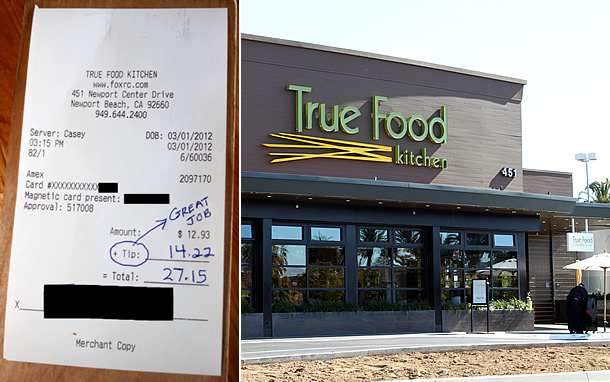 TRUE FOOD KITCHEN
www.foxrc.com
451 Newport Center Drive
Newport Beach, CA 92660
949.644.2400
Server: Casey DOB: 03/01/2012
03:15 PM 03/01/2012
82/1 6/60036
Amex 2097170
Card #XXXXXXXXXXX
Magnetic card present:
Approval: 517008
GREAT
JOB
Amount: $ 12.93
+ Tip: 14.22
= Total: 27.15
X
Merchant Copy
True Food
kitchen
451
True Food